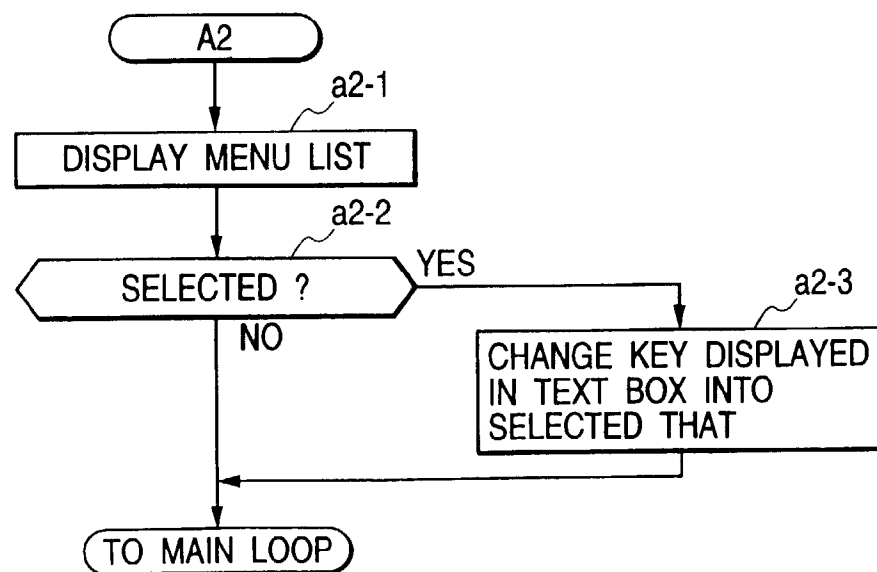 A2
a2-1
DISPLAY MENU LIST
a2-2
SELECTED ?
YES
NO
a2-3
CHANGE KEY DISPLAYED
IN TEXT BOX INTO
SELECTED THAT
TO MAIN LOOP